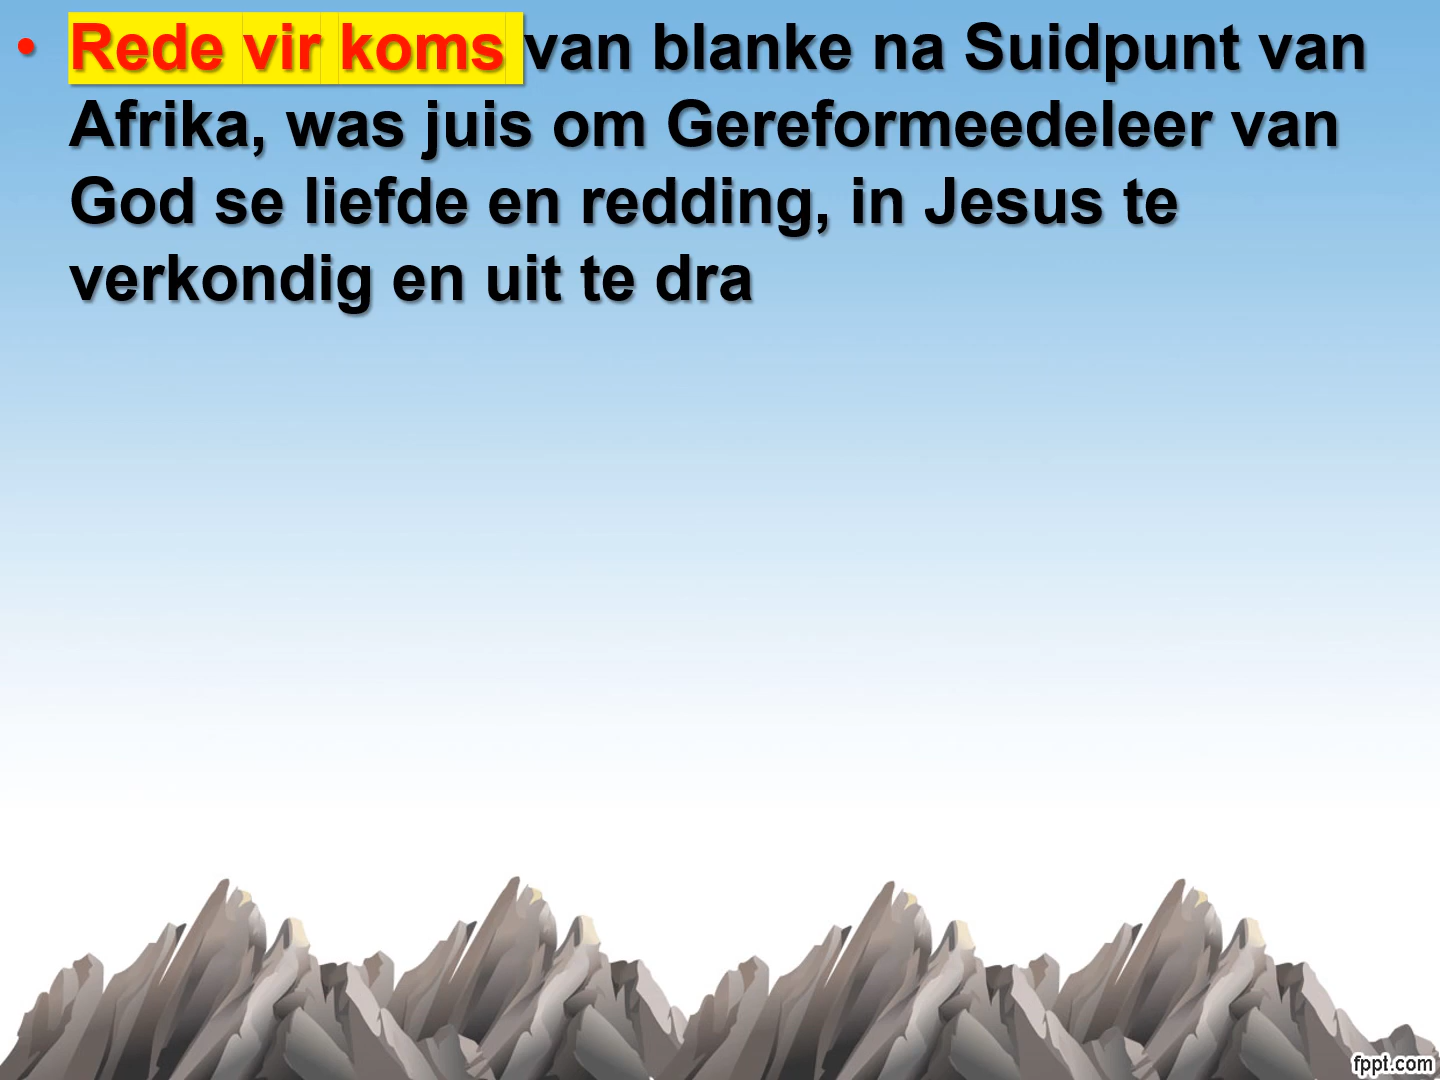 • Rede vir koms van blanke na Suidpunt van
Afrika, was juis om Gereformeedeleer van
God se liefde en redding, in Jesus te
verkondig en uit te dra
fppt.com